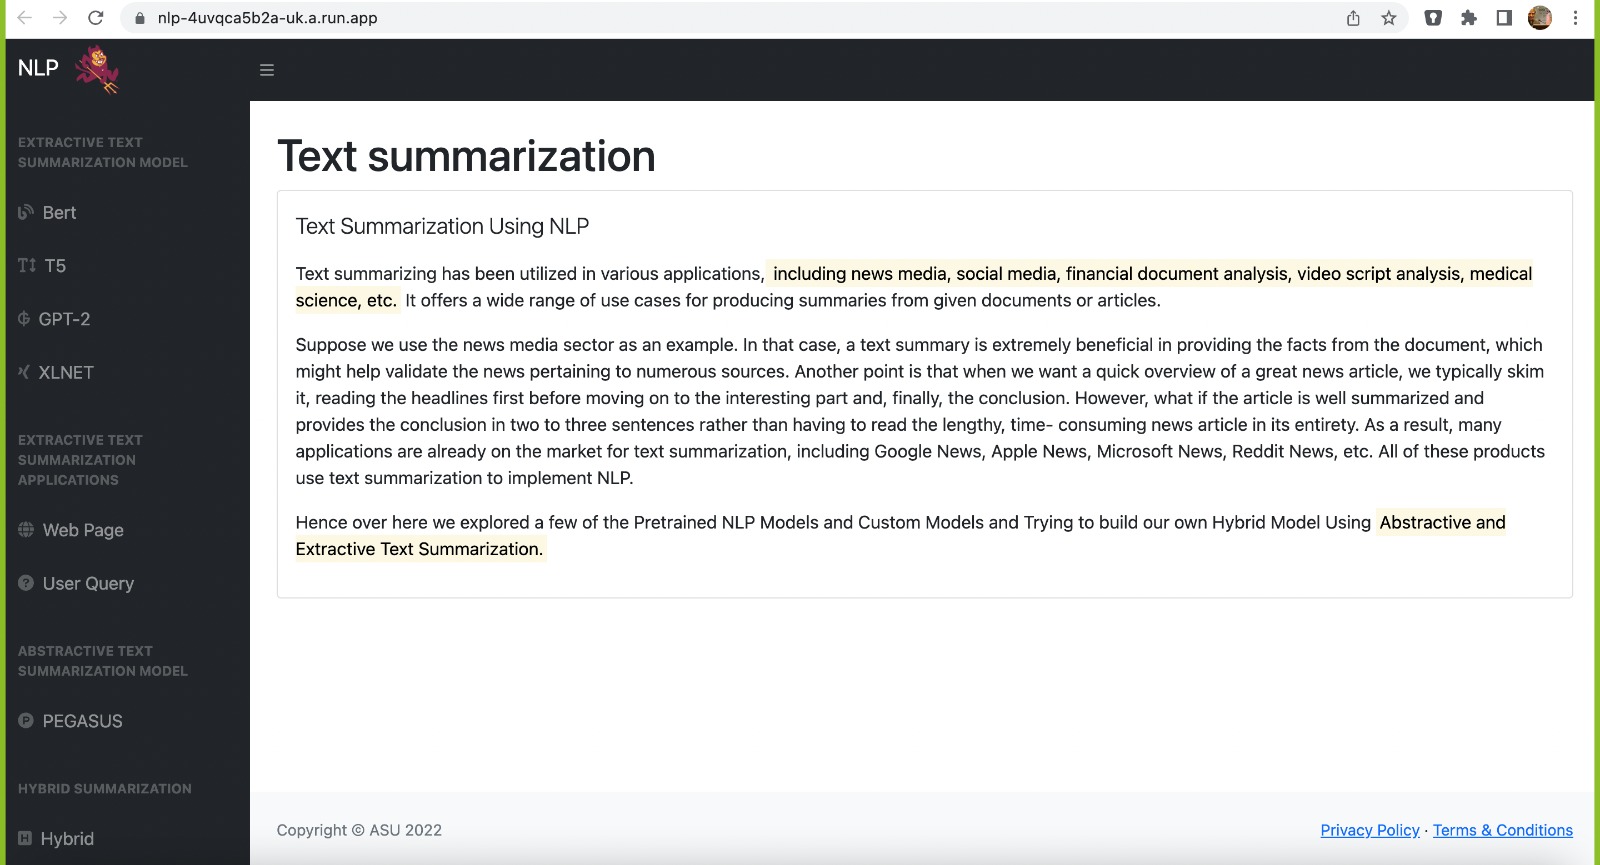 nlp-4uvqca5b2a-uk.a.run.app
NLP
EXTRACTIVE TEXT
SUMMARIZATION MODEL
Bert
T5
GPT-2
XLNET
EXTRACTIVE TEXT
SUMMARIZATION
APPLICATIONS
Web Page
User Query
ABSTRACTIVE TEXT
SUMMARIZATION MODEL
PEGASUS
HYBRID SUMMARIZATION
Hybrid
Text summarization
Text Summarization Using NLP
Text summarizing has been utilized in various applications, including news media, social media, financial document analysis, video script analysis, medical
science, etc. It offers a wide range of use cases for producing summaries from given documents or articles.
Suppose we use the news media sector as an example. In that case, a text summary is extremely beneficial in providing the facts from the document, which
might help validate the news pertaining to numerous sources. Another point is that when we want a quick overview of a great news article, we typically skim
it, reading the headlines first before moving on to the interesting part and, finally, the conclusion. However, what if the article is well summarized and
provides the conclusion in two to three sentences rather than having to read the lengthy, time- consuming news article in its entirety. As a result, many
applications are already on the market for text summarization, including Google News, Apple News, Microsoft News, Reddit News, etc. All of these products
use text summarization to implement NLP.
Hence over here we explored a few of the Pretrained NLP Models and Custom Models and Trying to build our own Hybrid Model Using Abstractive and
Extractive Text Summarization.
Copyright © ASU 2022
Privacy Policy · Terms & Conditions